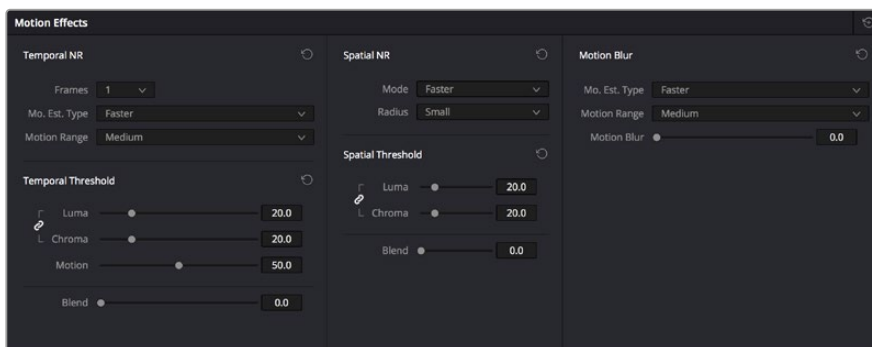 Motion Effects
Temporal NR
Frames 1
Mo. Est. Type Faster
Motion Range Medium
Temporal Threshold
Luma 20.0
Chroma 20.0
Motion 50.0
Blend 0.0
Spatial NR
Mode Faster
Radius Small
Spatial Threshold
Luma 20.0
Chroma 20.0
Blend 0.0
Motion Blur
Mo. Est. Type Faster
Motion Range Medium
Motion Blur 0.0